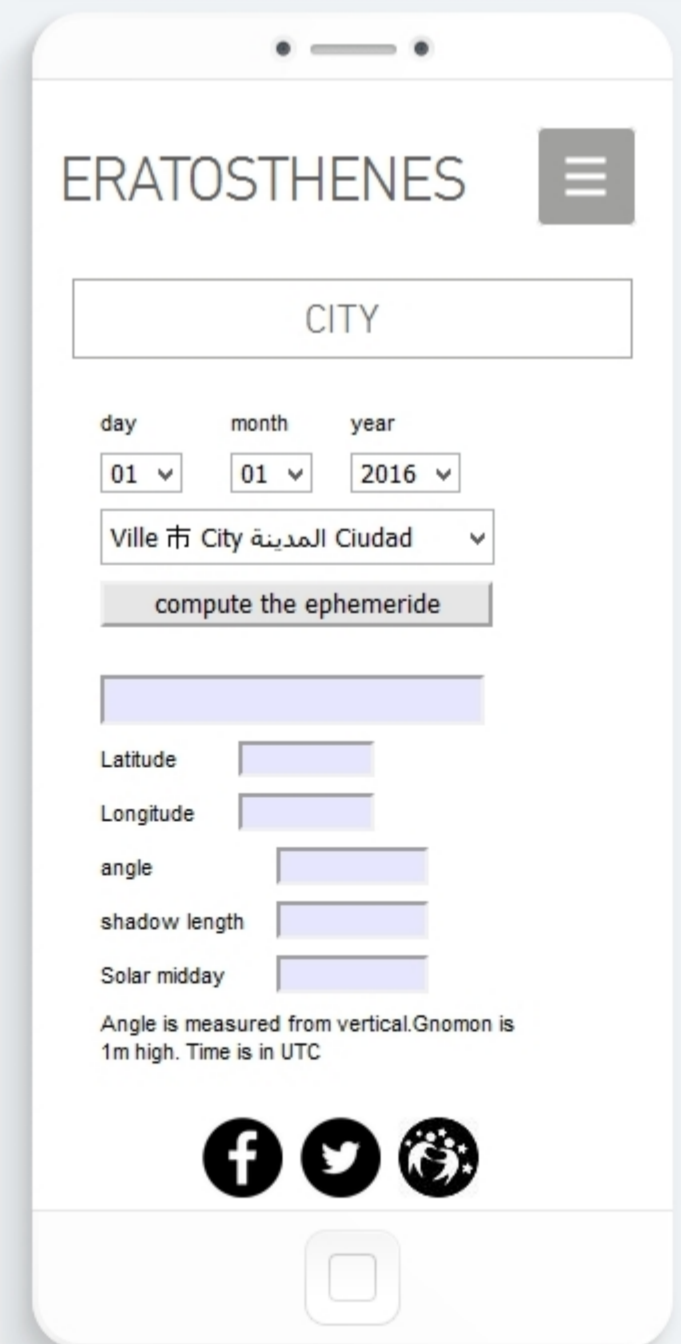 ERATOSTHENES
CITY
day month year
01 01 2016
Ville 市 City المدينة Ciudad
compute the ephemeride
Latitude
Longitude
angle
shadow length
Solar midday
Angle is measured from vertical.Gnomon is
1m high. Time is in UTC